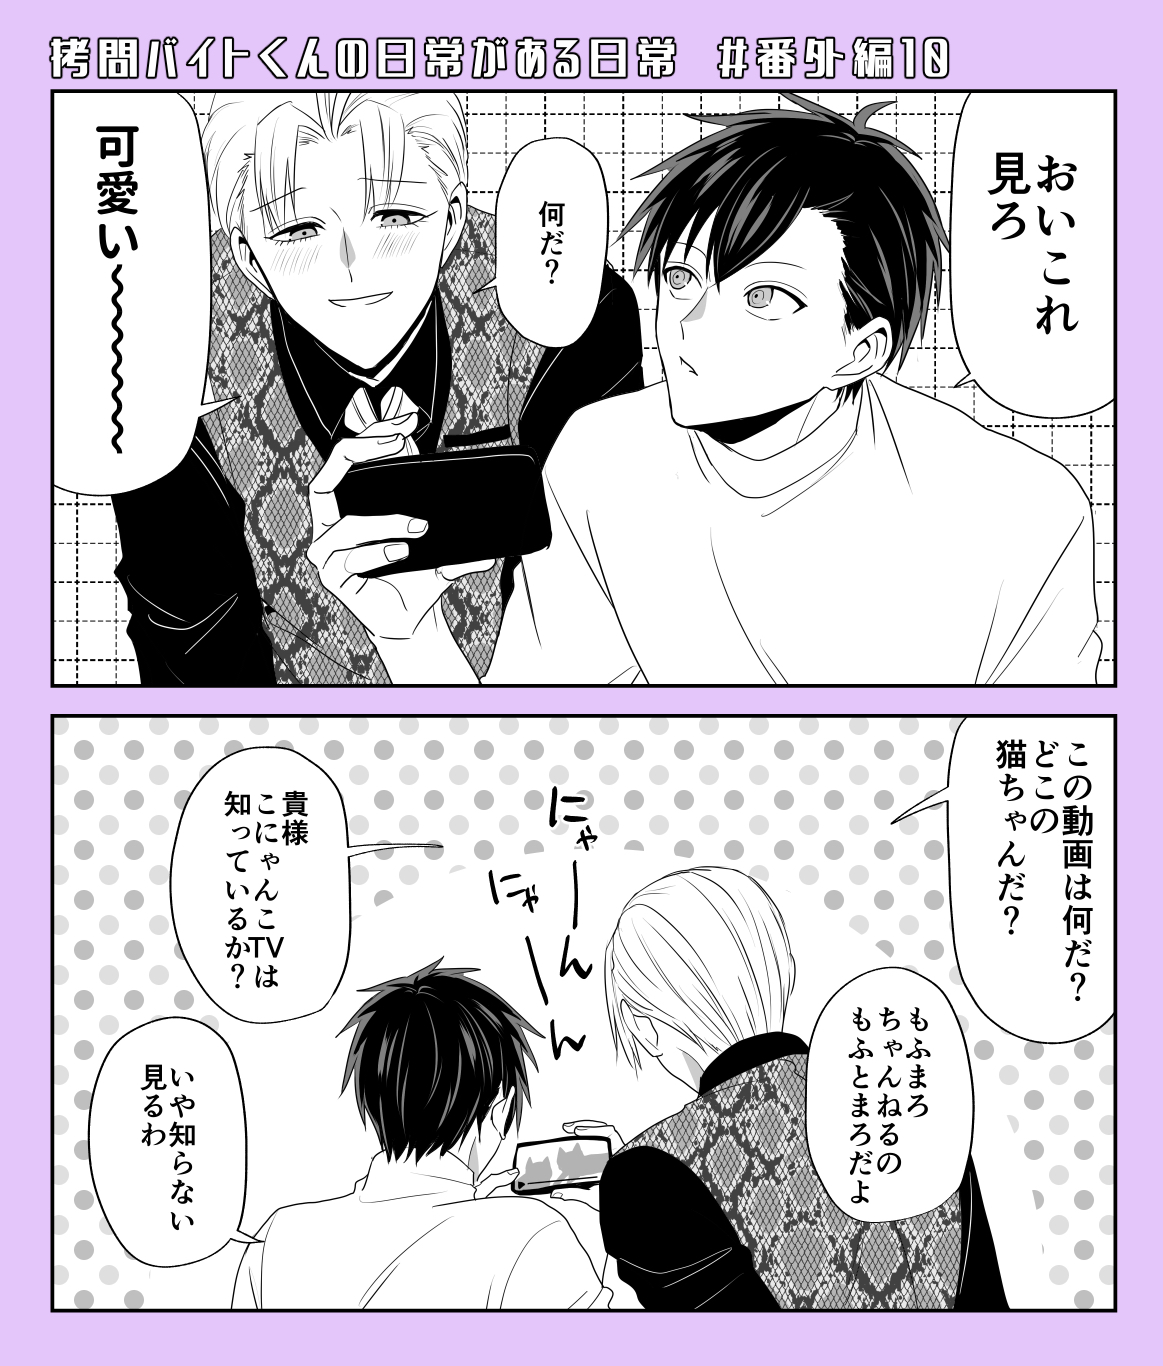 拷問バイトくんの日常がある日常 #番外編10
おいこれ
見ろ
何だ?
可愛い~~~~~~
この動画は何だ?
どこの
猫ちゃんだ?
もふまろ
ちゃんねるの
もふとまろだよ
にゃーんん
にゃーんん
貴様
こにゃんこTVは
知っているか?
いや知らない
見るわ